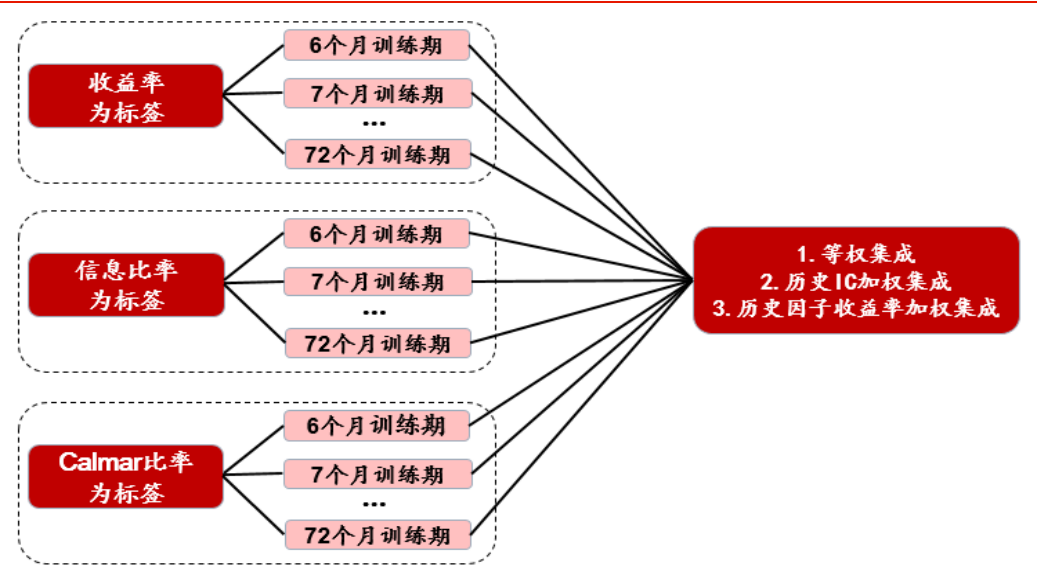 收益率
为标签
6个月训练期
7个月训练期
...
72个月训练期
信息比率
为标签
6个月训练期
7个月训练期
...
72个月训练期
Calmar比率
为标签
6个月训练期
7个月训练期
...
72个月训练期
1.等权集成
2.历史IC加权集成
3.历史因子收益率加权集成